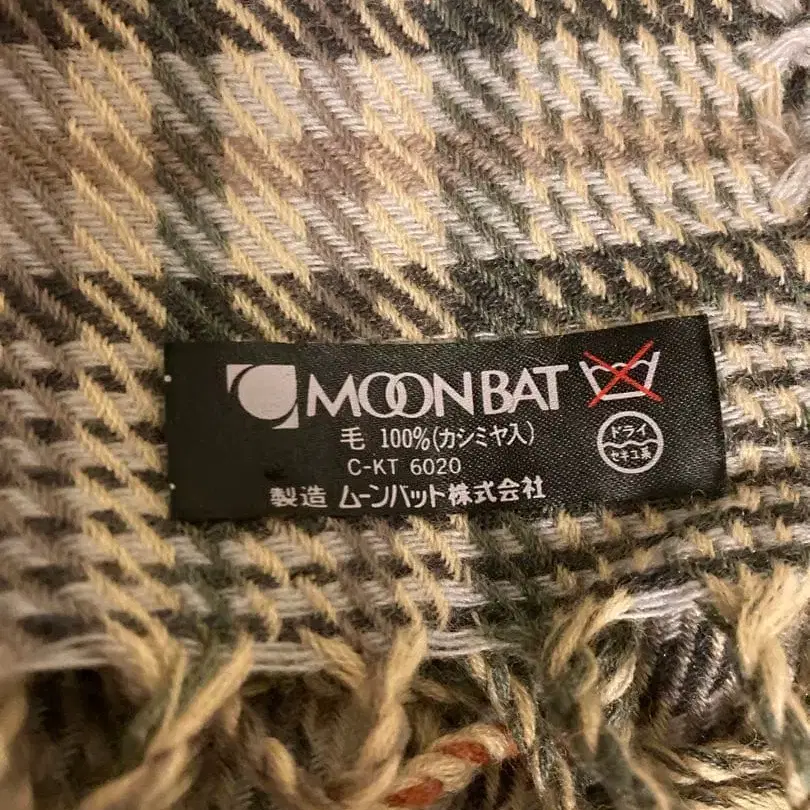 MOONBAT
毛 100%(カシミヤ入)
C-KT 6020
製造 ムーンバット株式会社
ドライ
セキユ系